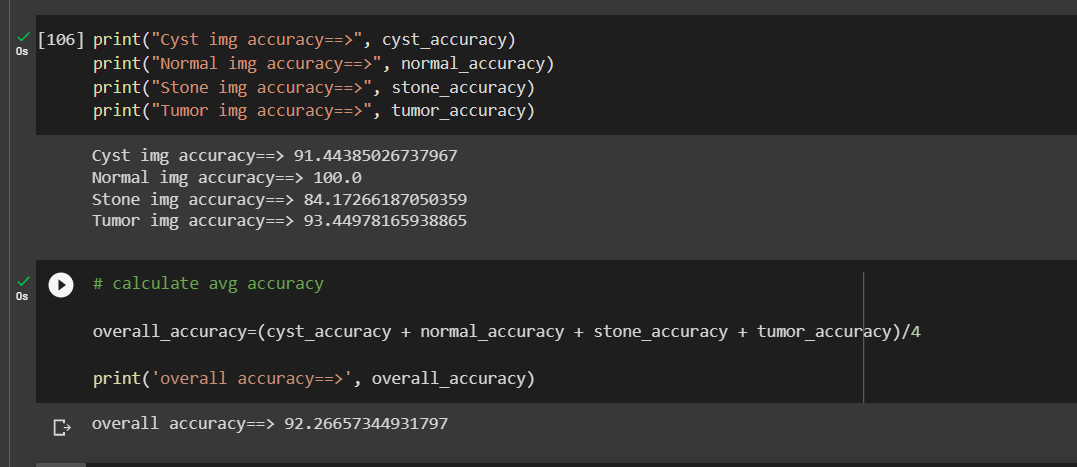 [106] print("Cyst img accuracy==>", cyst_accuracy)
0s
print("Normal img accuracy==>", normal_accuracy)
print("Stone img accuracy==>", stone_accuracy)
print("Tumor img accuracy==>", tumor_accuracy)
Cyst img accuracy==> 91.44385026737967
Normal img accuracy==> 100.0
Stone img accuracy==> 84.17266187050359
Tumor img accuracy==> 93.44978165938865
# calculate avg accuracy
0s
overall_accuracy=(cyst_accuracy + normal_accuracy + stone_accuracy + tumor_accuracy)/4
print('overall accuracy==>', overall_accuracy)
overall accuracy==> 92.26657344931797